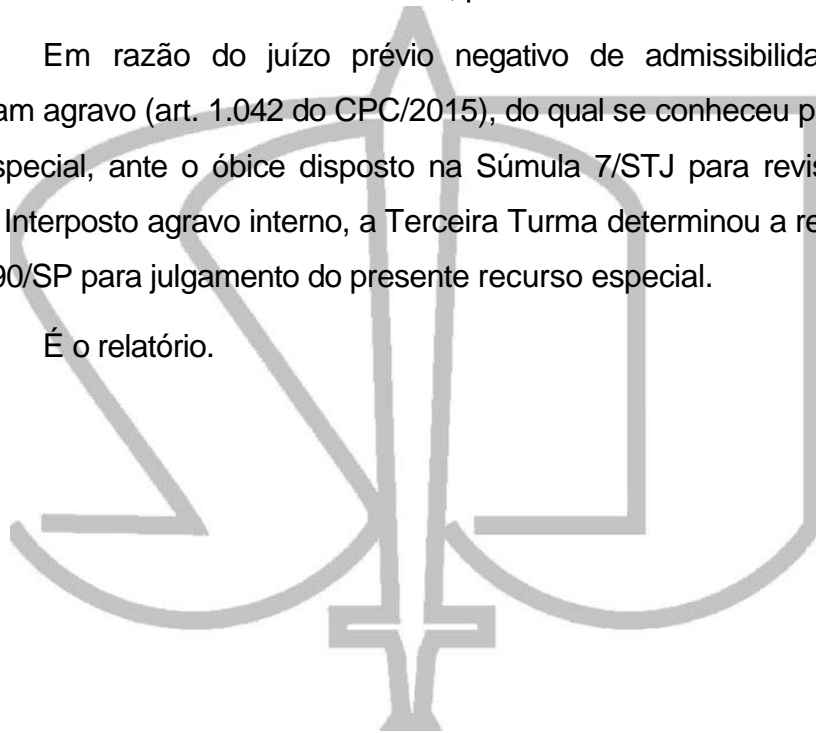 Em razão do juízo prévio negativo de admissibilida
am agravo (art. 1.042 do CPC/2015), do qual se conheceu p
special, ante o óbice disposto na Súmula 7/STJ para revis
Interposto agravo interno, a Terceira Turma determinou a re
90/SP para julgamento do presente recurso especial.
É o relatório.